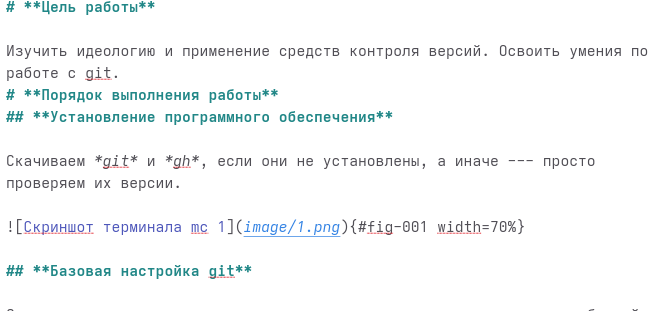 # **Цель работы**
Изучить идеологию и применение средств контроля версий. Освоить умения по
работе с git.
# **Порядок выполнения работы**
## **Установление программного обеспечения**
Скачиваем *git* и *gh*, если они не установлены, а иначе --- просто
проверяем их версии.
![Скриншот терминала mc 1](image/1.png){#fig-001 width=70%}
## **Базовая настройка git**